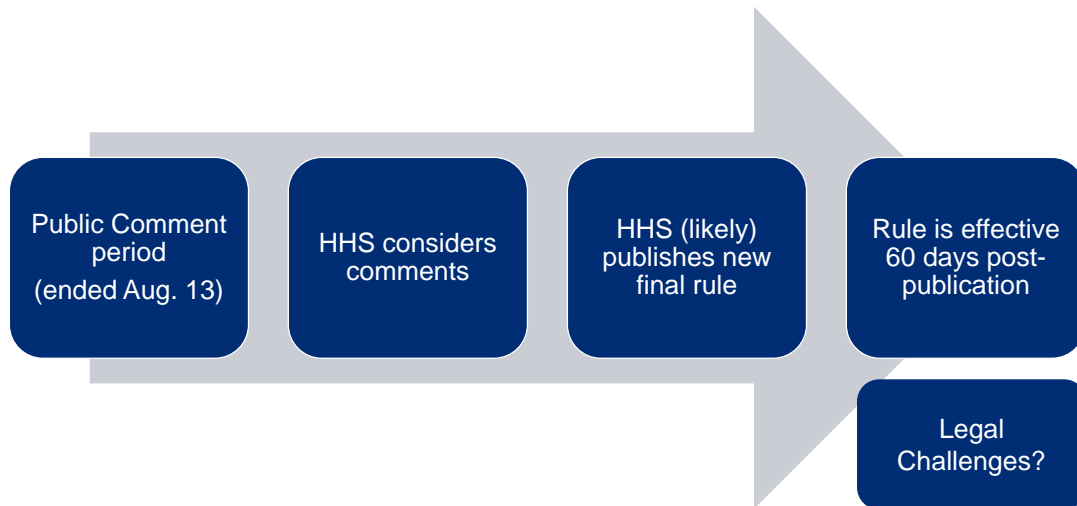 Public Comment
period
(ended Aug. 13)
HHS considers
comments
HHS (likely)
publishes new
final rule
Rule is effective
60 days post-
publication
Legal
Challenges?